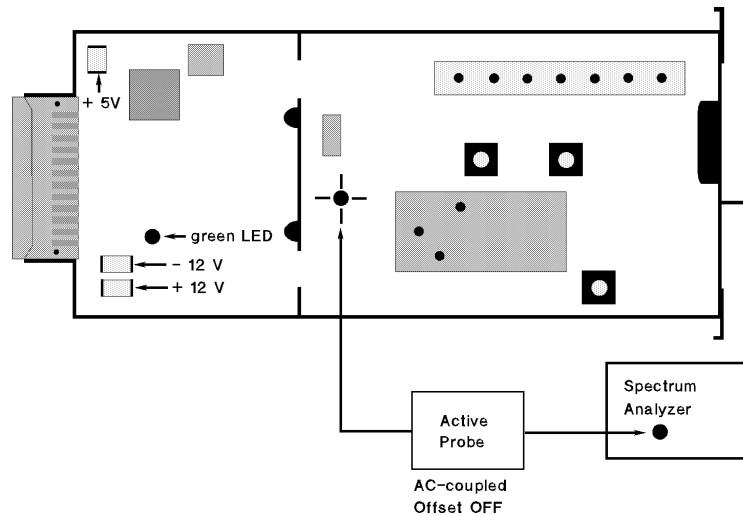 + 5V
green LED
- 12 V
+ 12 V
Spectrum
Analyzer
Active
Probe
AC-coupled
Offset OFF